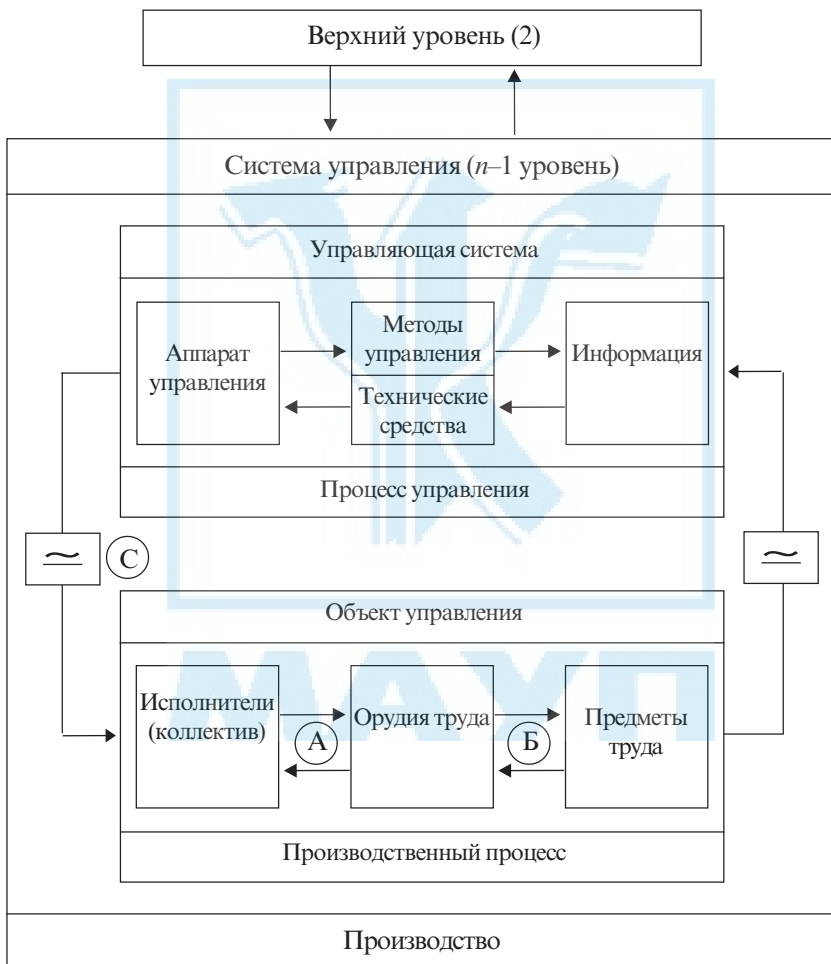 Верхний уровень (2)
Система управления (n–1 уровень)
Управляющая система
Аппарат
управления
Методы
управления
Технические
средства
Информация
Процесс управления
≃
С
≃
Объект управления
Исполнители
(коллектив)
А
Орудия труда
Б
Предметы
труда
МАУП
Производственный процесс
Производство